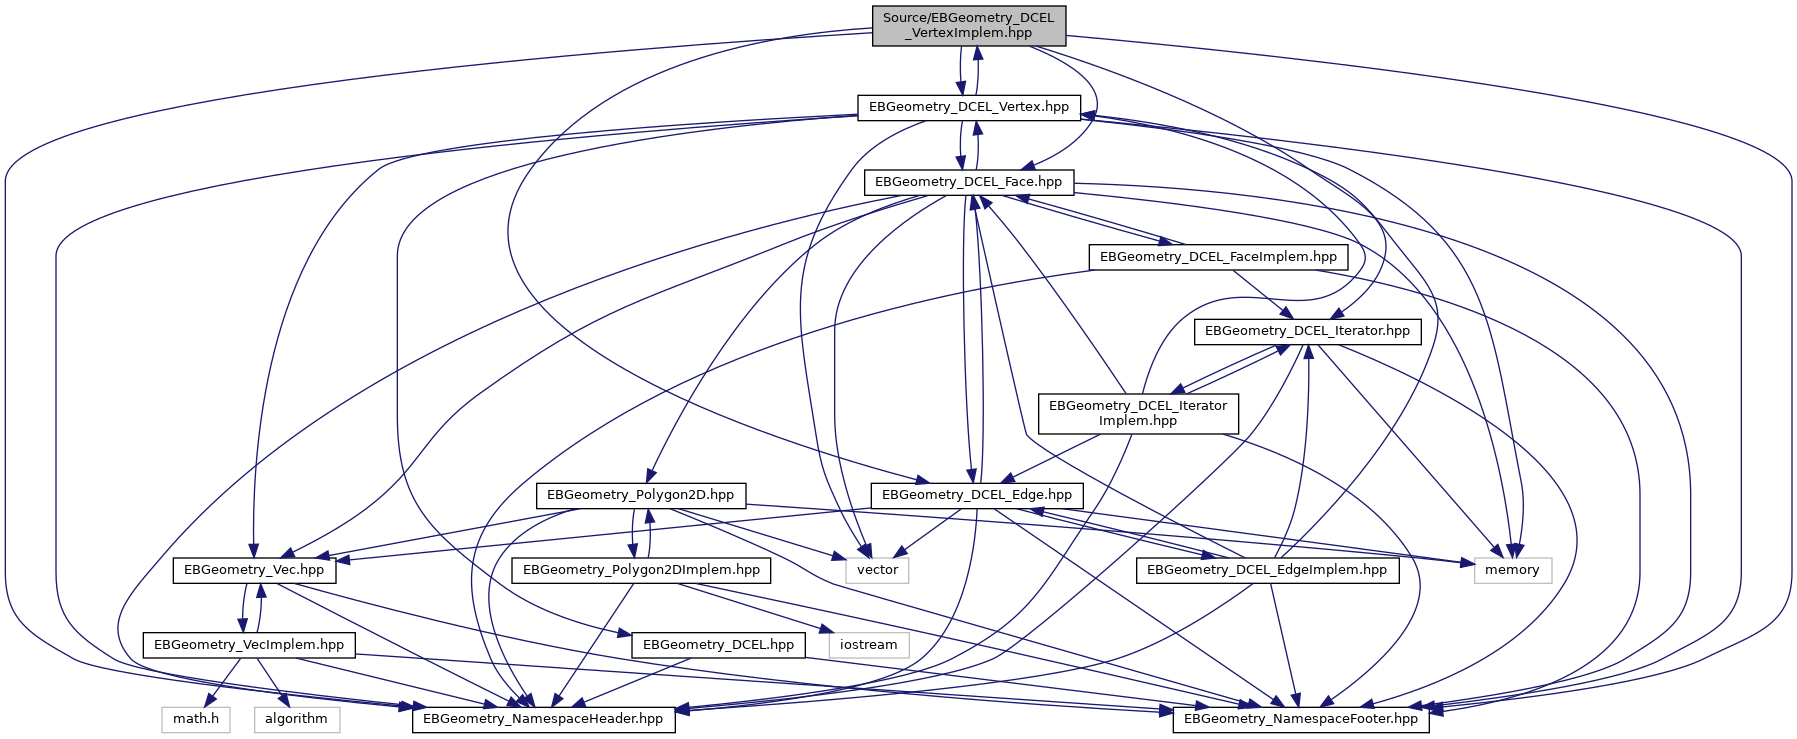 Source/EBGeometry_DCEL
_VertexImplem.hpp
EBGeometry_DCEL_Vertex.hpp
EBGeometry_DCEL_Face.hpp
EBGeometry_DCEL_FaceImplem.hpp
EBGeometry_DCEL_Iterator.hpp
EBGeometry_DCEL_Iterator
Implem.hpp
EBGeometry_Polygon2D.hpp
EBGeometry_DCEL_Edge.hpp
EBGeometry_Vec.hpp
EBGeometry_Polygon2DImplem.hpp
vector
EBGeometry_DCEL_EdgeImplem.hpp
memory
EBGeometry_VecImplem.hpp
EBGeometry_DCEL.hpp
iostream
math.h
algorithm
EBGeometry_NamespaceHeader.hpp
EBGeometry_NamespaceFooter.hpp